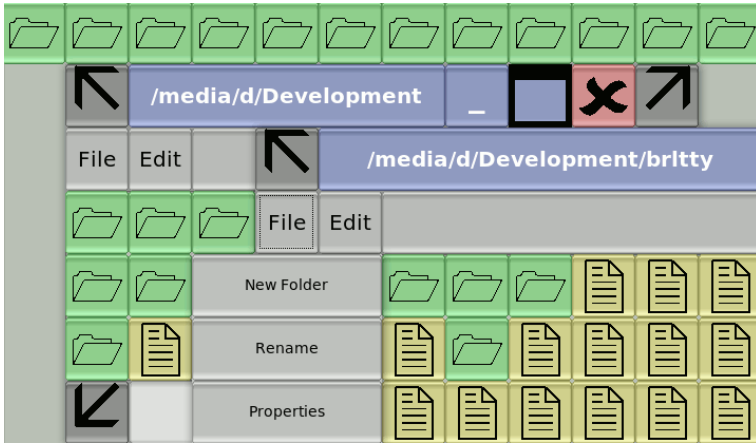 /media/d/Development _
File Edit /media/d/Development/brltty
File Edit
New Folder
Rename
Properties